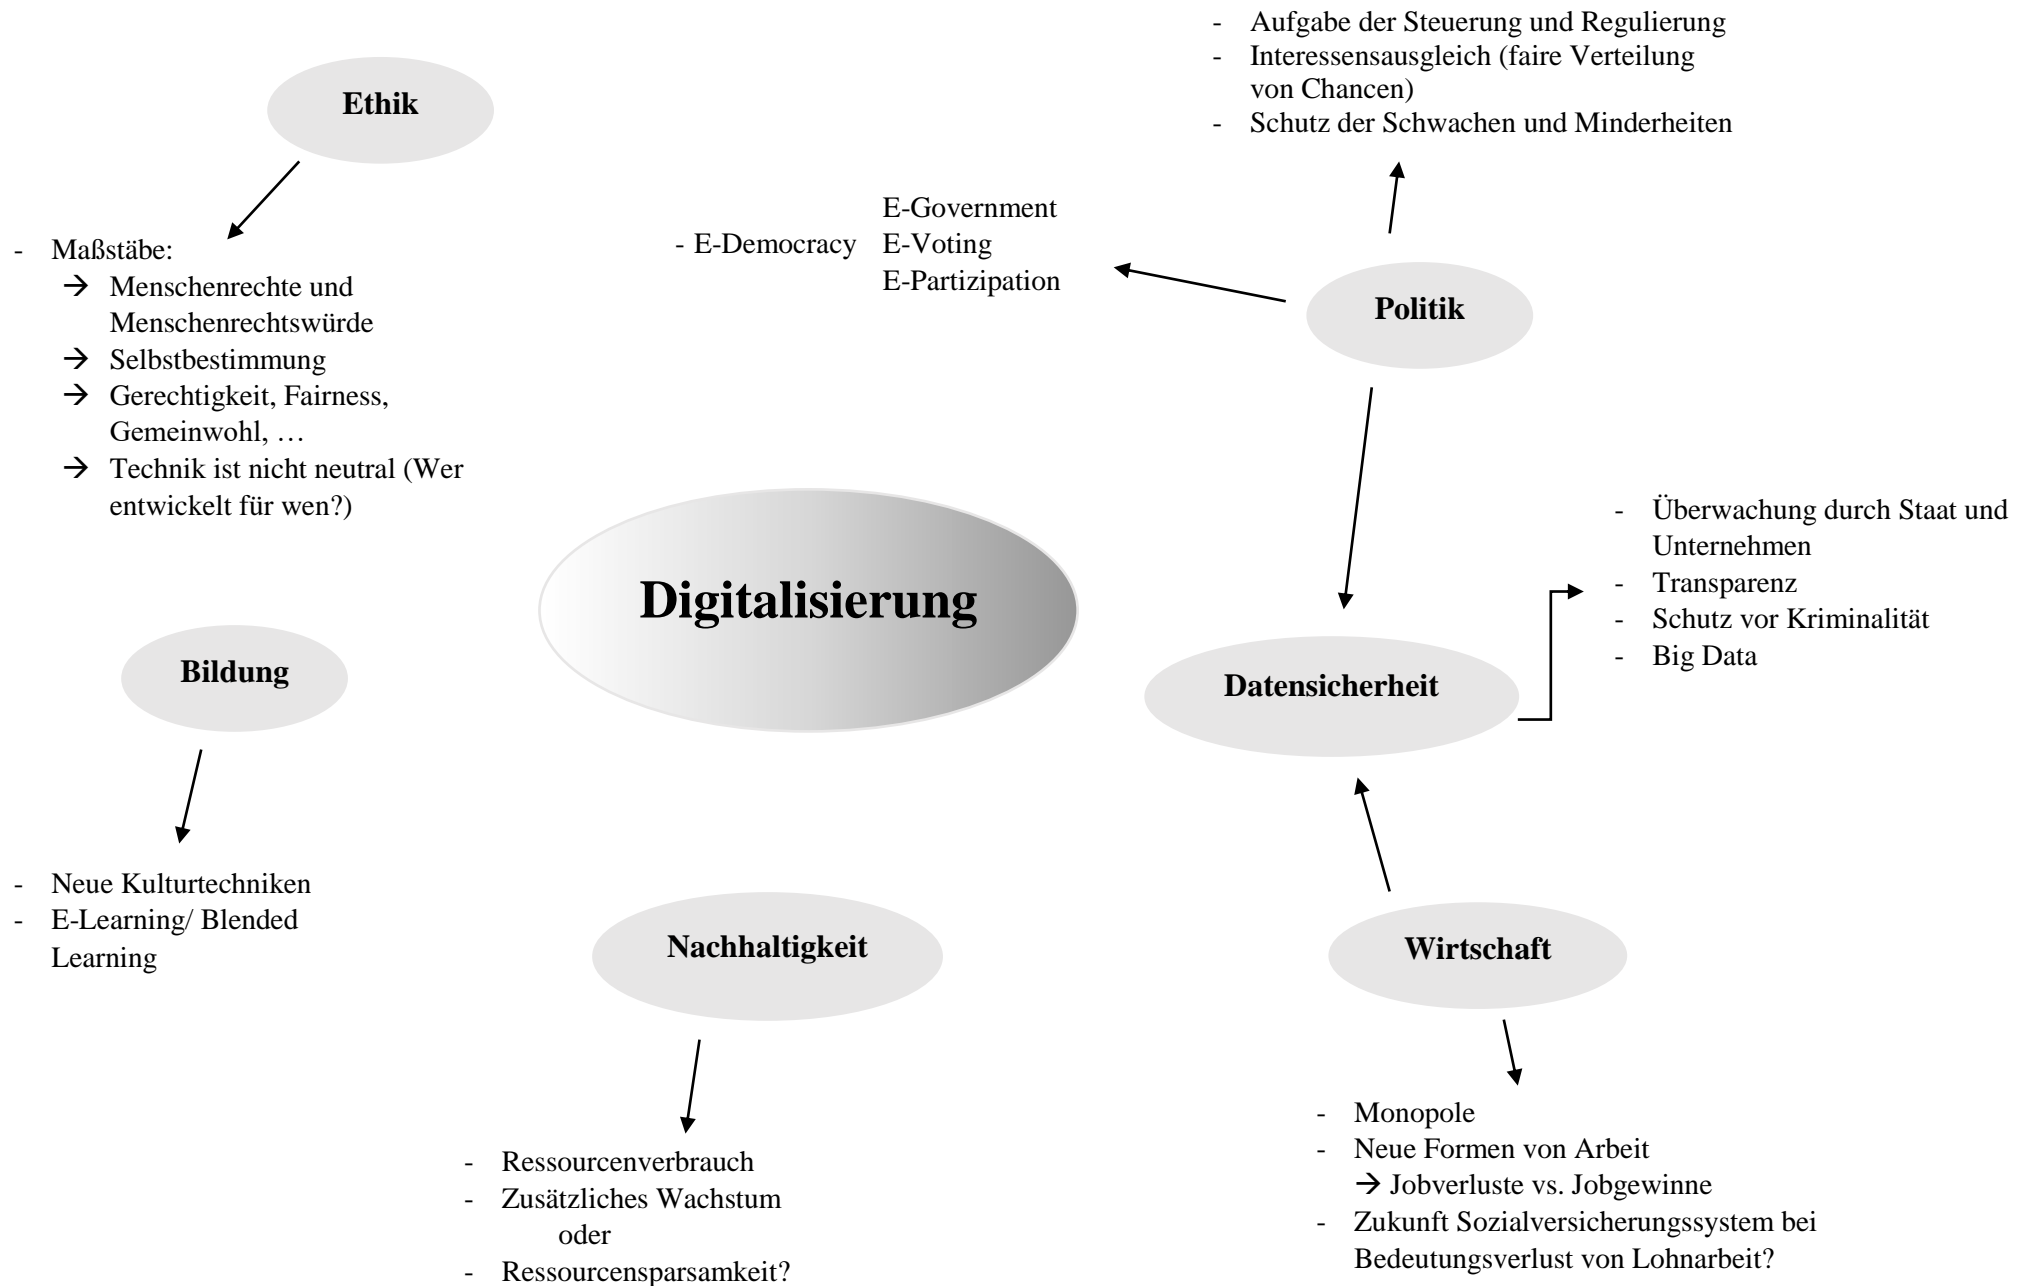 - Aufgabe der Steuerung und Regulierung
- Interessensausgleich (faire Verteilung
von Chancen)
- Schutz der Schwachen und Minderheiten
Ethik
- Maßstäbe:
→ Menschenrechte und
Menschenrechtswürde
→ Selbstbestimmung
→ Gerechtigkeit, Fairness,
Gemeinwohl, …
→ Technik ist nicht neutral (Wer
entwickelt für wen?)
E-Government
- E-Democracy E-Voting
E-Partizipation
Politik
Digitalisierung
- Überwachung durch Staat und
Unternehmen
- Transparenz
- Schutz vor Kriminalität
- Big Data
Datensicherheit
Bildung
- Neue Kulturtechniken
- E-Learning/ Blended
Learning
Nachhaltigkeit
- Ressourcenverbrauch
- Zusätzliches Wachstum
oder
- Ressourcensparsamkeit?
Wirtschaft
- Monopole
- Neue Formen von Arbeit
→ Jobverluste vs. Jobgewinne
- Zukunft Sozialversicherungssystem bei
Bedeutungsverlust von Lohnarbeit?